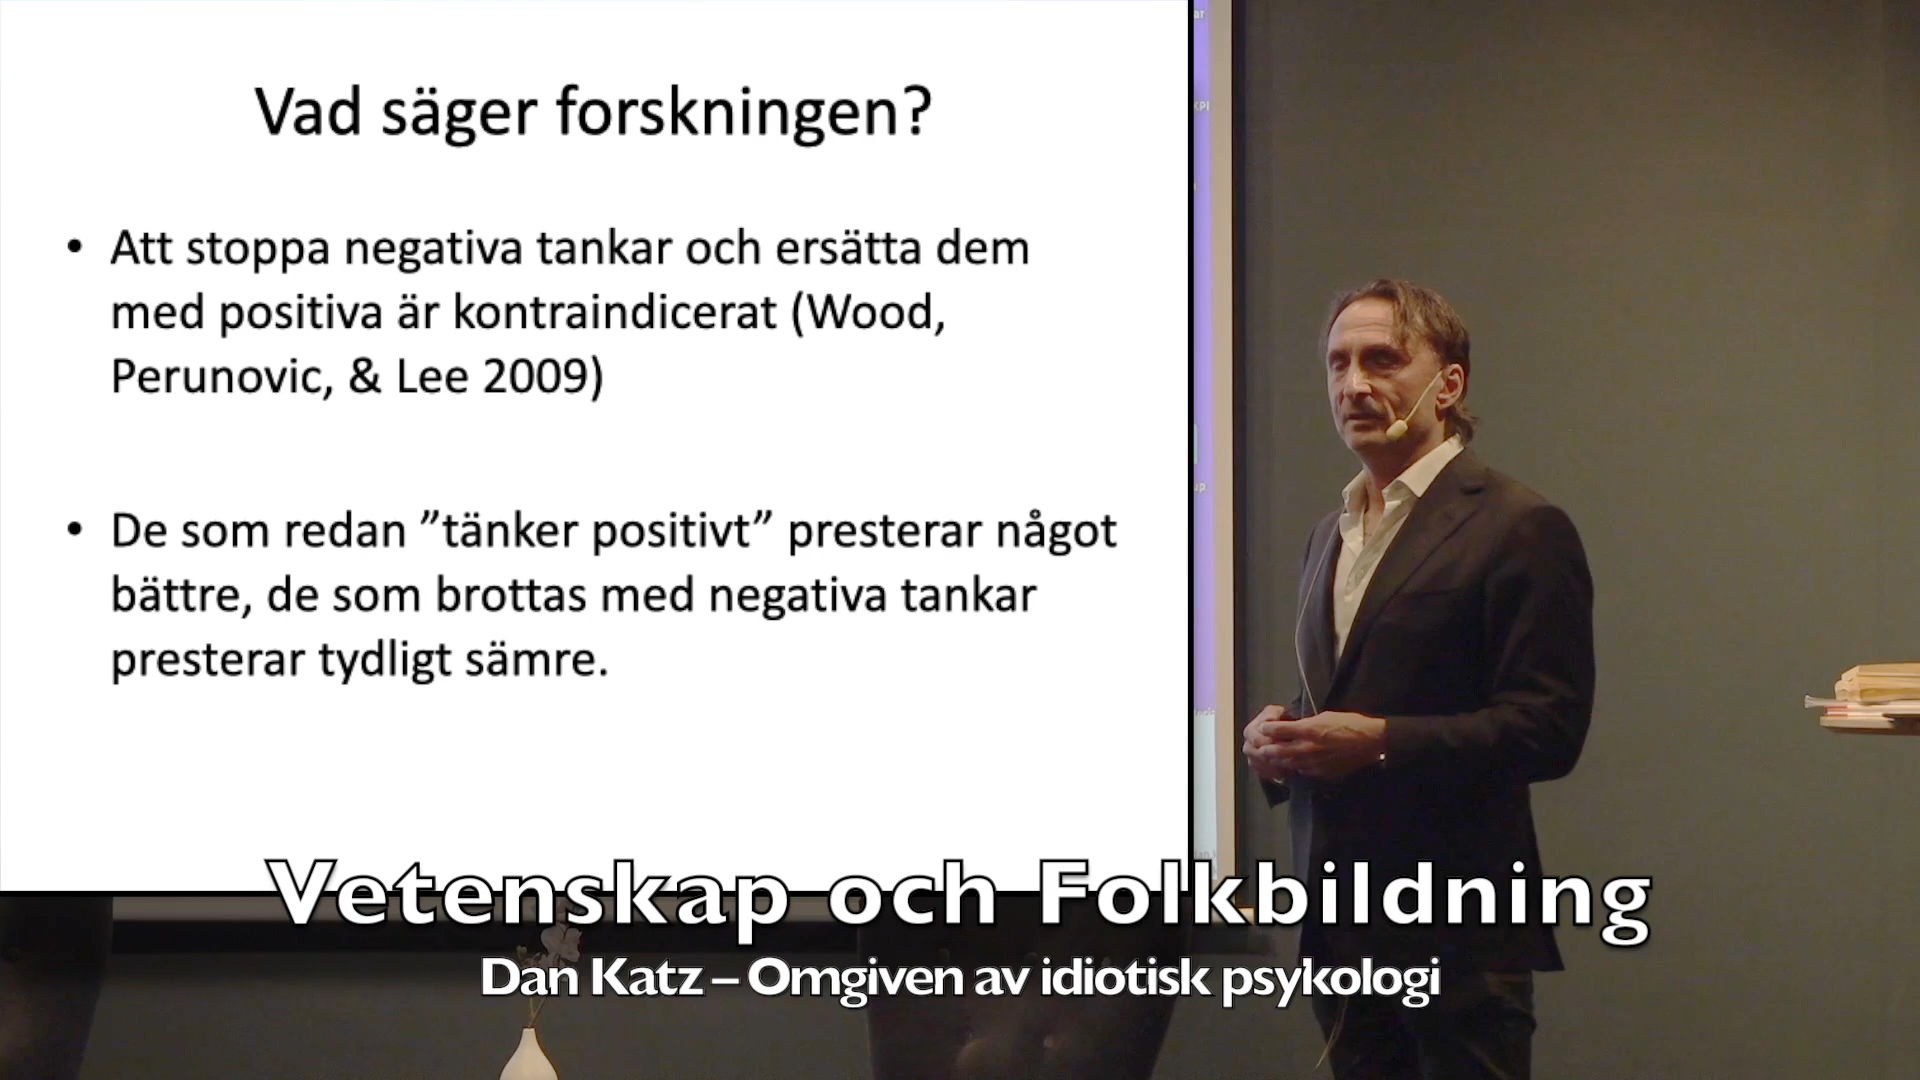 Vad säger forskningen?
• Att stoppa negativa tankar och ersätta dem
med positiva är kontraindicerat (Wood,
Perunovic, & Lee 2009)
• De som redan ”tänker positivt” presterar något
bättre, de som brottas med negativa tankar
presterar tydligt sämre.
Vetenskap och Folkbildning
Dan Katz – Omgiven av idiotisk psykologi